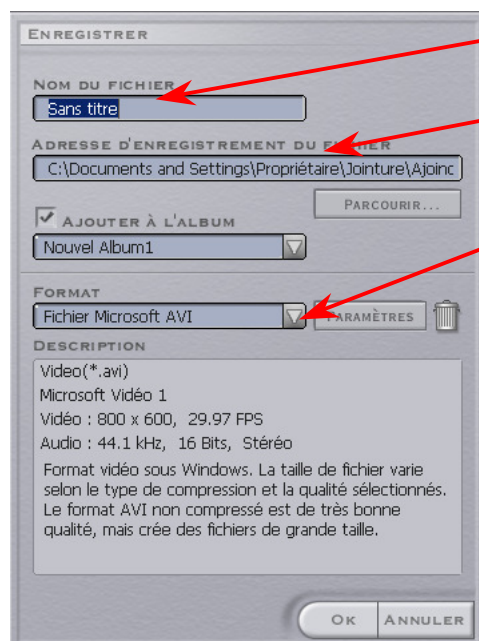 ENREGISTRER
NOM DU FICHIER
Sans titre
ADRESSE D'ENREGISTREMENT DU FICHIER
C:\Documents and Settings\Propriétaire\Jointure\Ajoinc
PARCOURIR...
AJOUTER À L'ALBUM
Nouvel Album1
FORMAT
Fichier Microsoft AVI
PARAMÈTRES
DESCRIPTION
Video(*.avi)
Microsoft Vidéo 1
Vidéo : 800 x 600, 29.97 FPS
Audio : 44.1 kHz, 16 Bits, Stéréo
Format vidéo sous Windows. La taille de fichier varie
selon le type de compression et la qualité sélectionnés.
Le format AVI non compressé est de très bonne
qualité, mais crée des fichiers de grande taille.
OK
ANNULER